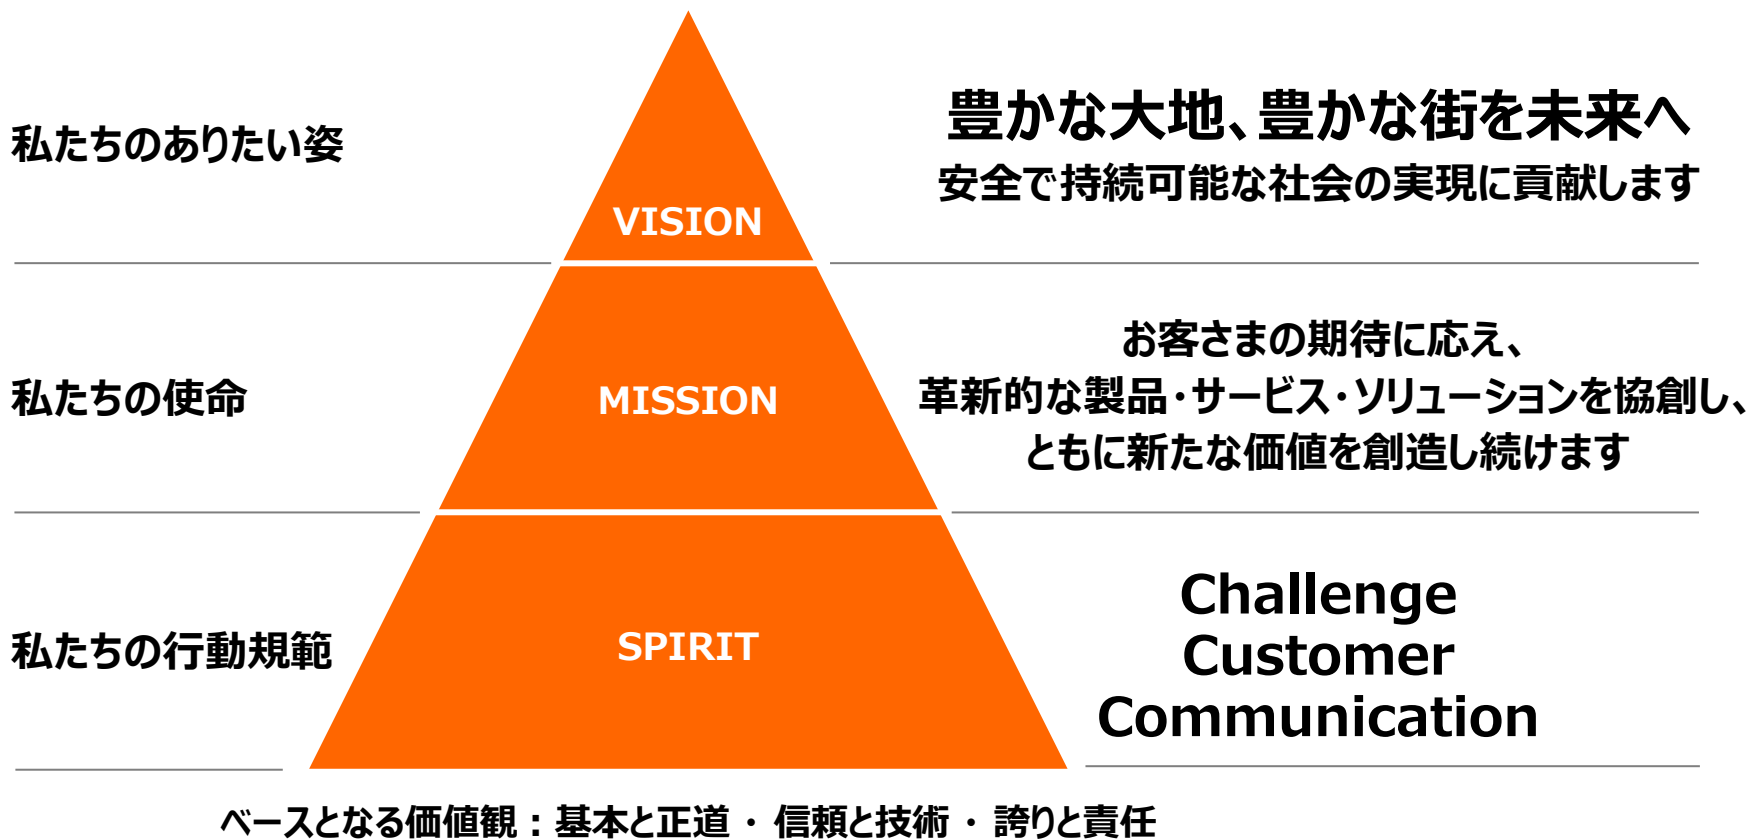 私たちのありたい姿
VISION
豊かな大地、豊かな街を未来へ
安全で持続可能な社会の実現に貢献します
私たちの使命
MISSION
お客さまの期待に応え、
革新的な製品・サービス・ソリューションを協創し、
ともに新たな価値を創造し続けます
私たちの行動規範
SPIRIT
Challenge
Customer
Communication
ベースとなる価値観：基本と正道 ・ 信頼と技術 ・ 誇りと責任